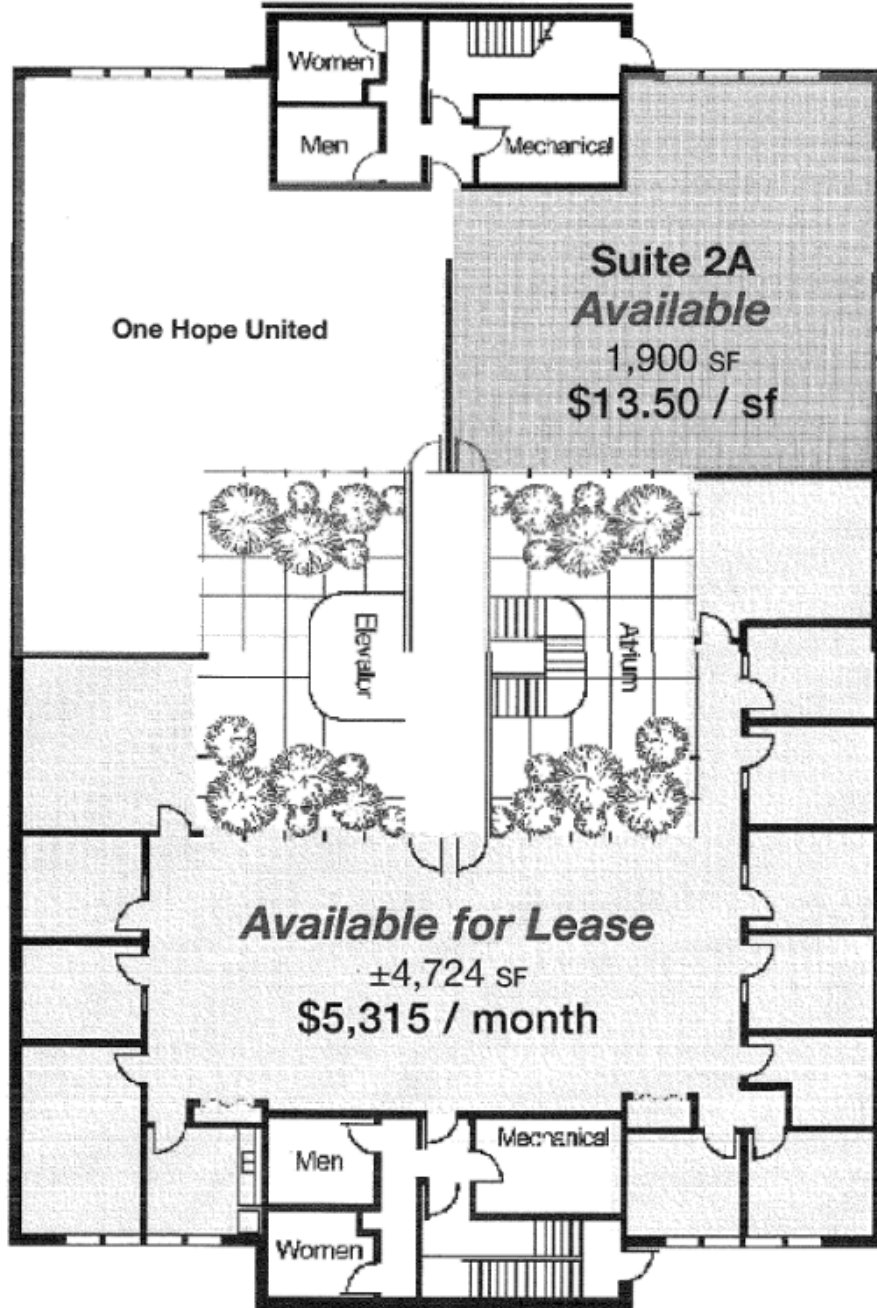 Women
Men
Mechanical
Suite 2A
Available
1,900 SF
$13.50 / sf
One Hope United
Elevator
Atrium
Available for Lease
±4,724 SF
$5,315 / month
Men
Mechanical
Women